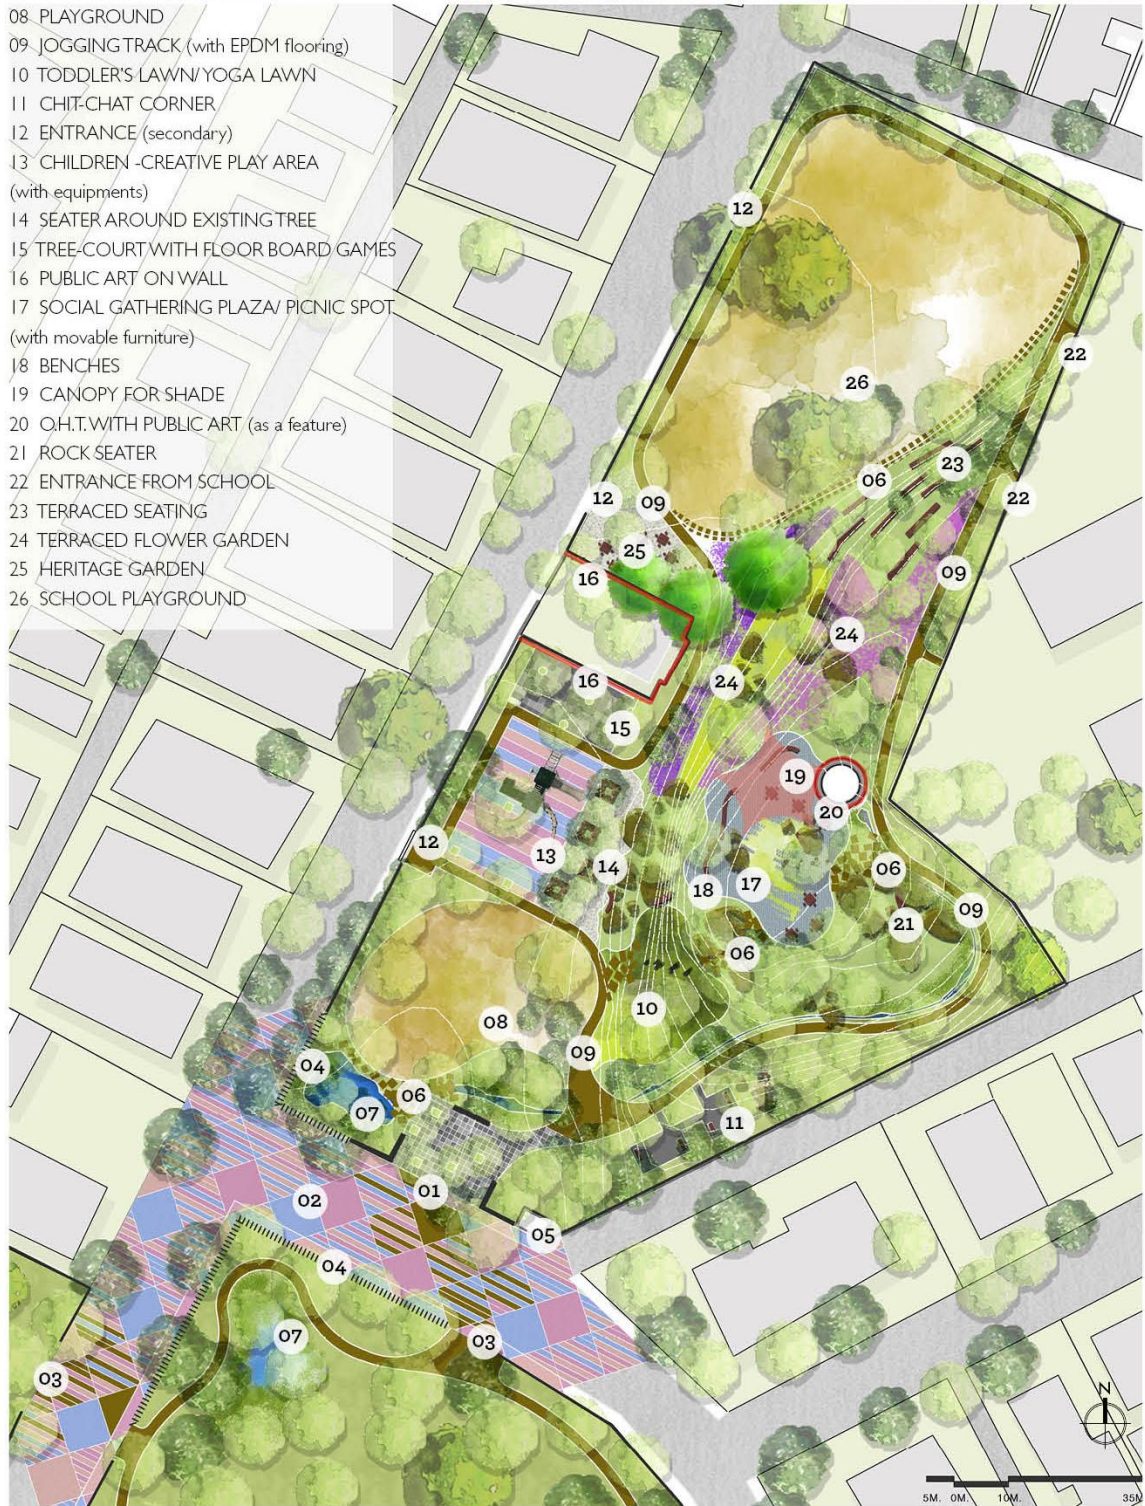 08 PLAYGROUND
09 JOGGING TRACK (with EPDM flooring)
10 TODDLER'S LAWN/ YOGA LAWN
11 CHIT-CHAT CORNER
12 ENTRANCE (secondary)
13 CHILDREN -CREATIVE PLAY AREA
(with equipments)
14 SEATER AROUND EXISTING TREE
15 TREE-COURT WITH FLOOR BOARD GAMES
16 PUBLIC ART ON WALL
17 SOCIAL GATHERING PLAZA/ PICNIC SPOT
(with movable furniture)
18 BENCHES
19 CANOPY FOR SHADE
20 O.H.T. WITH PUBLIC ART (as a feature)
21 ROCK SEATER
22 ENTRANCE FROM SCHOOL
23 TERRACED SEATING
24 TERRACED FLOWER GARDEN
25 HERITAGE GARDEN
26 SCHOOL PLAYGROUND
12
22
26
23
06
12
09
22
25
16
09
24
16
24
15
19
20
12
13
14
06
18
17
21
09
06
10
08
09
04
06
07
11
01
02
05
04
07
03
03
N
5M. 0M. 10M. 35M